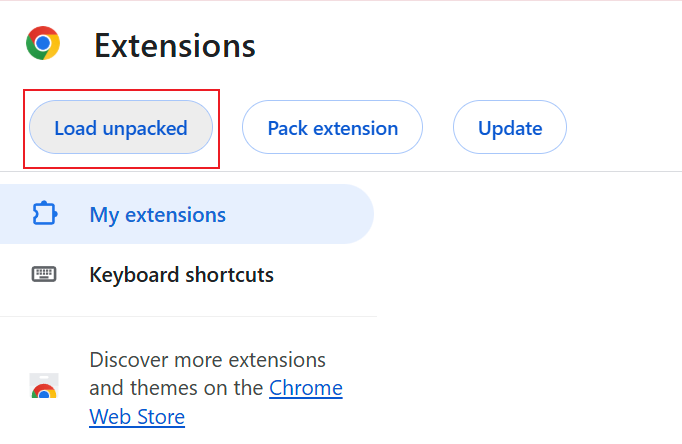 Extensions
Load unpacked
Pack extension
Update
My extensions
Keyboard shortcuts
Discover more extensions
and themes on the Chrome
Web Store